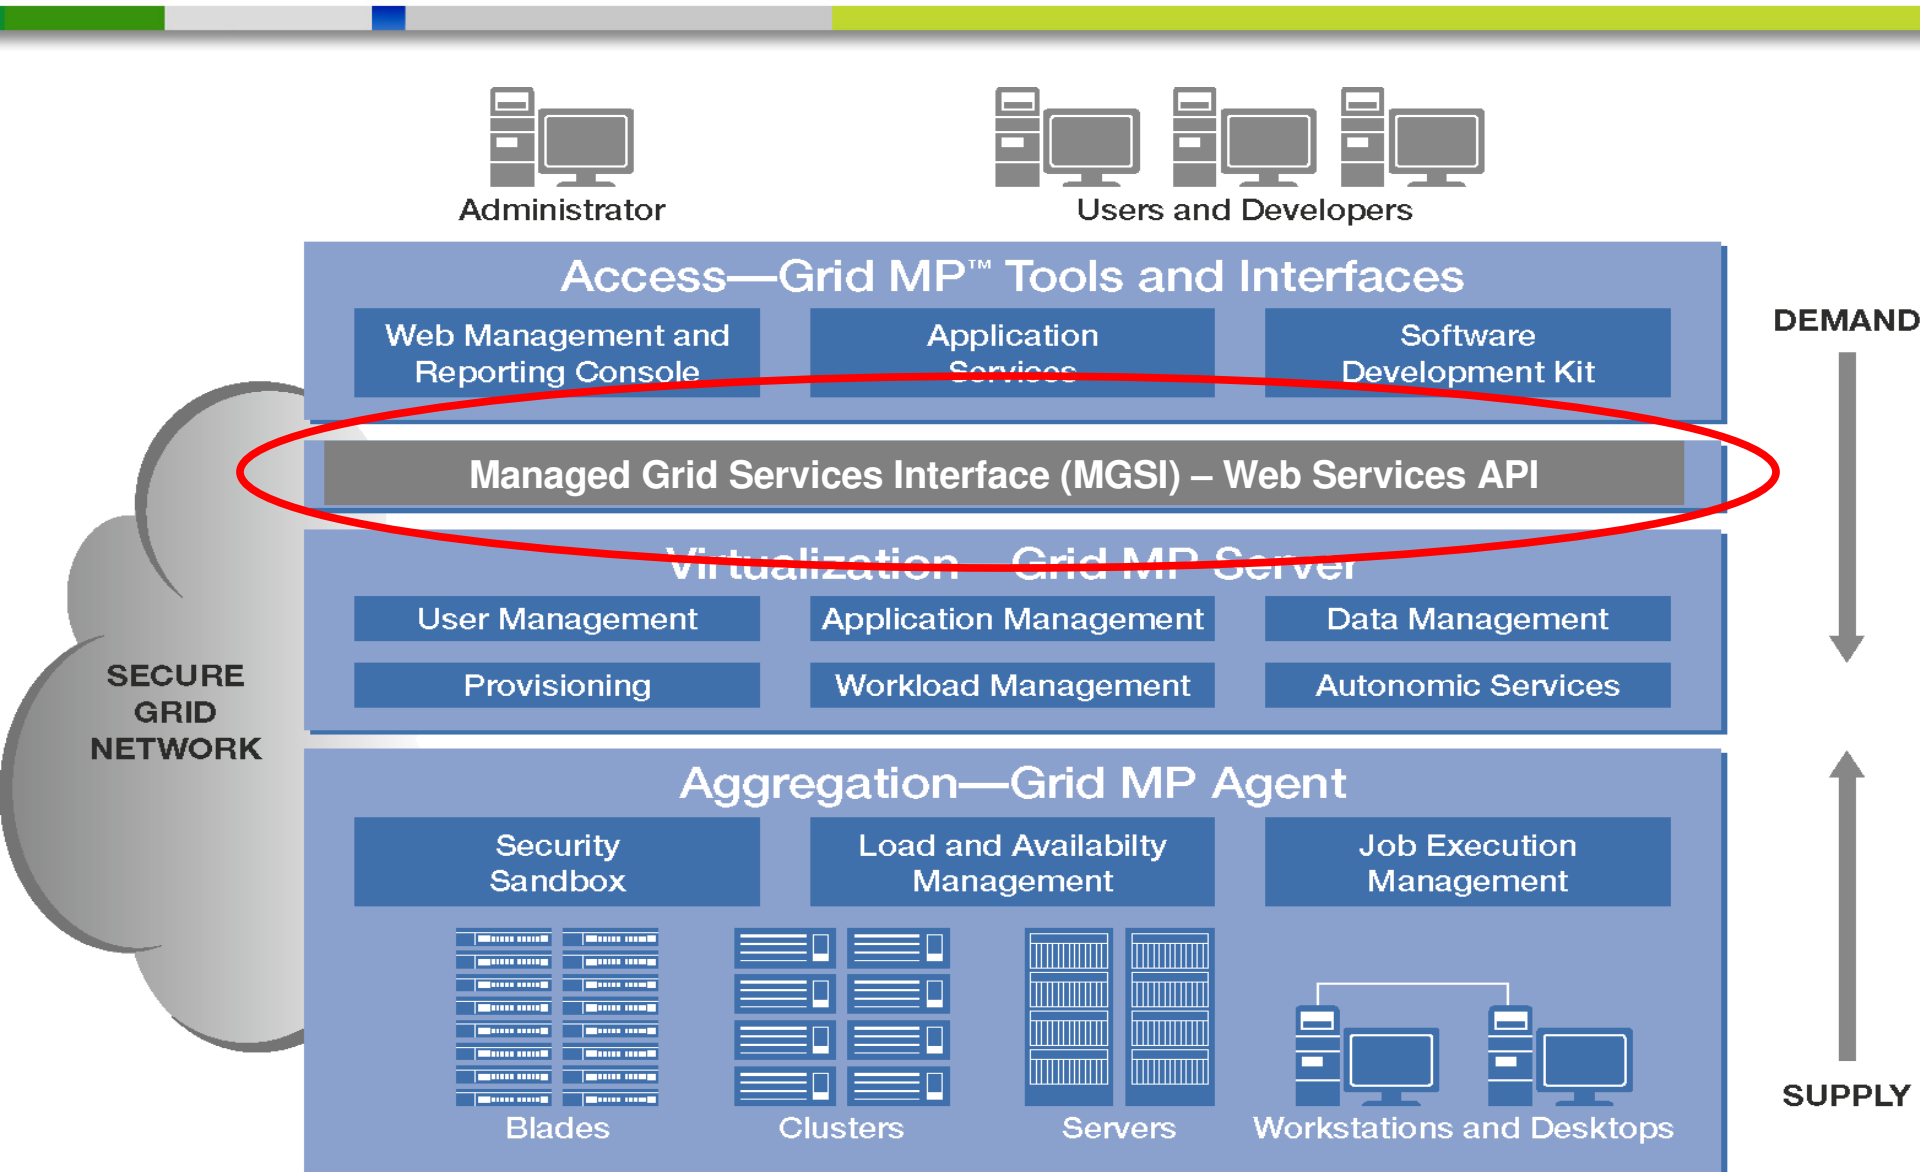 Administrator
Users and Developers
Access—Grid MP™ Tools and Interfaces
Web Management and
Reporting Console
Application
Services
Software
Development Kit
DEMAND
Managed Grid Services Interface (MGSI) – Web Services API
Virtualization—Grid MP Server
User Management
Application Management
Data Management
Provisioning
Workload Management
Autonomic Services
SECURE
GRID
NETWORK
Aggregation—Grid MP Agent
Security
Sandbox
Load and Availabilty
Management
Job Execution
Management
Blades
Clusters
Servers
Workstations and Desktops
SUPPLY